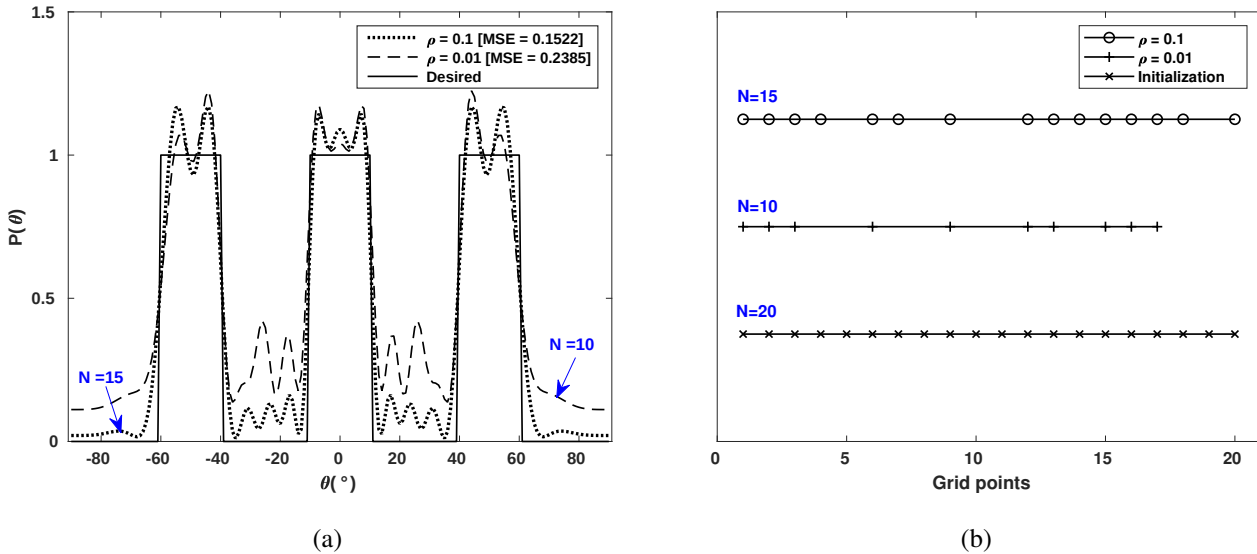 1.5
1
0.5
0
P(θ)
-80 -60 -40 -20 0 20 40 60 80
θ(°)
ρ = 0.1 [MSE = 0.1522]
ρ = 0.01 [MSE = 0.2385]
Desired
N =15
N =10
(a)
ρ = 0.1
ρ = 0.01
Initialization
N=15
N=10
N=20
0 5 10 15 20
Grid points
(b)